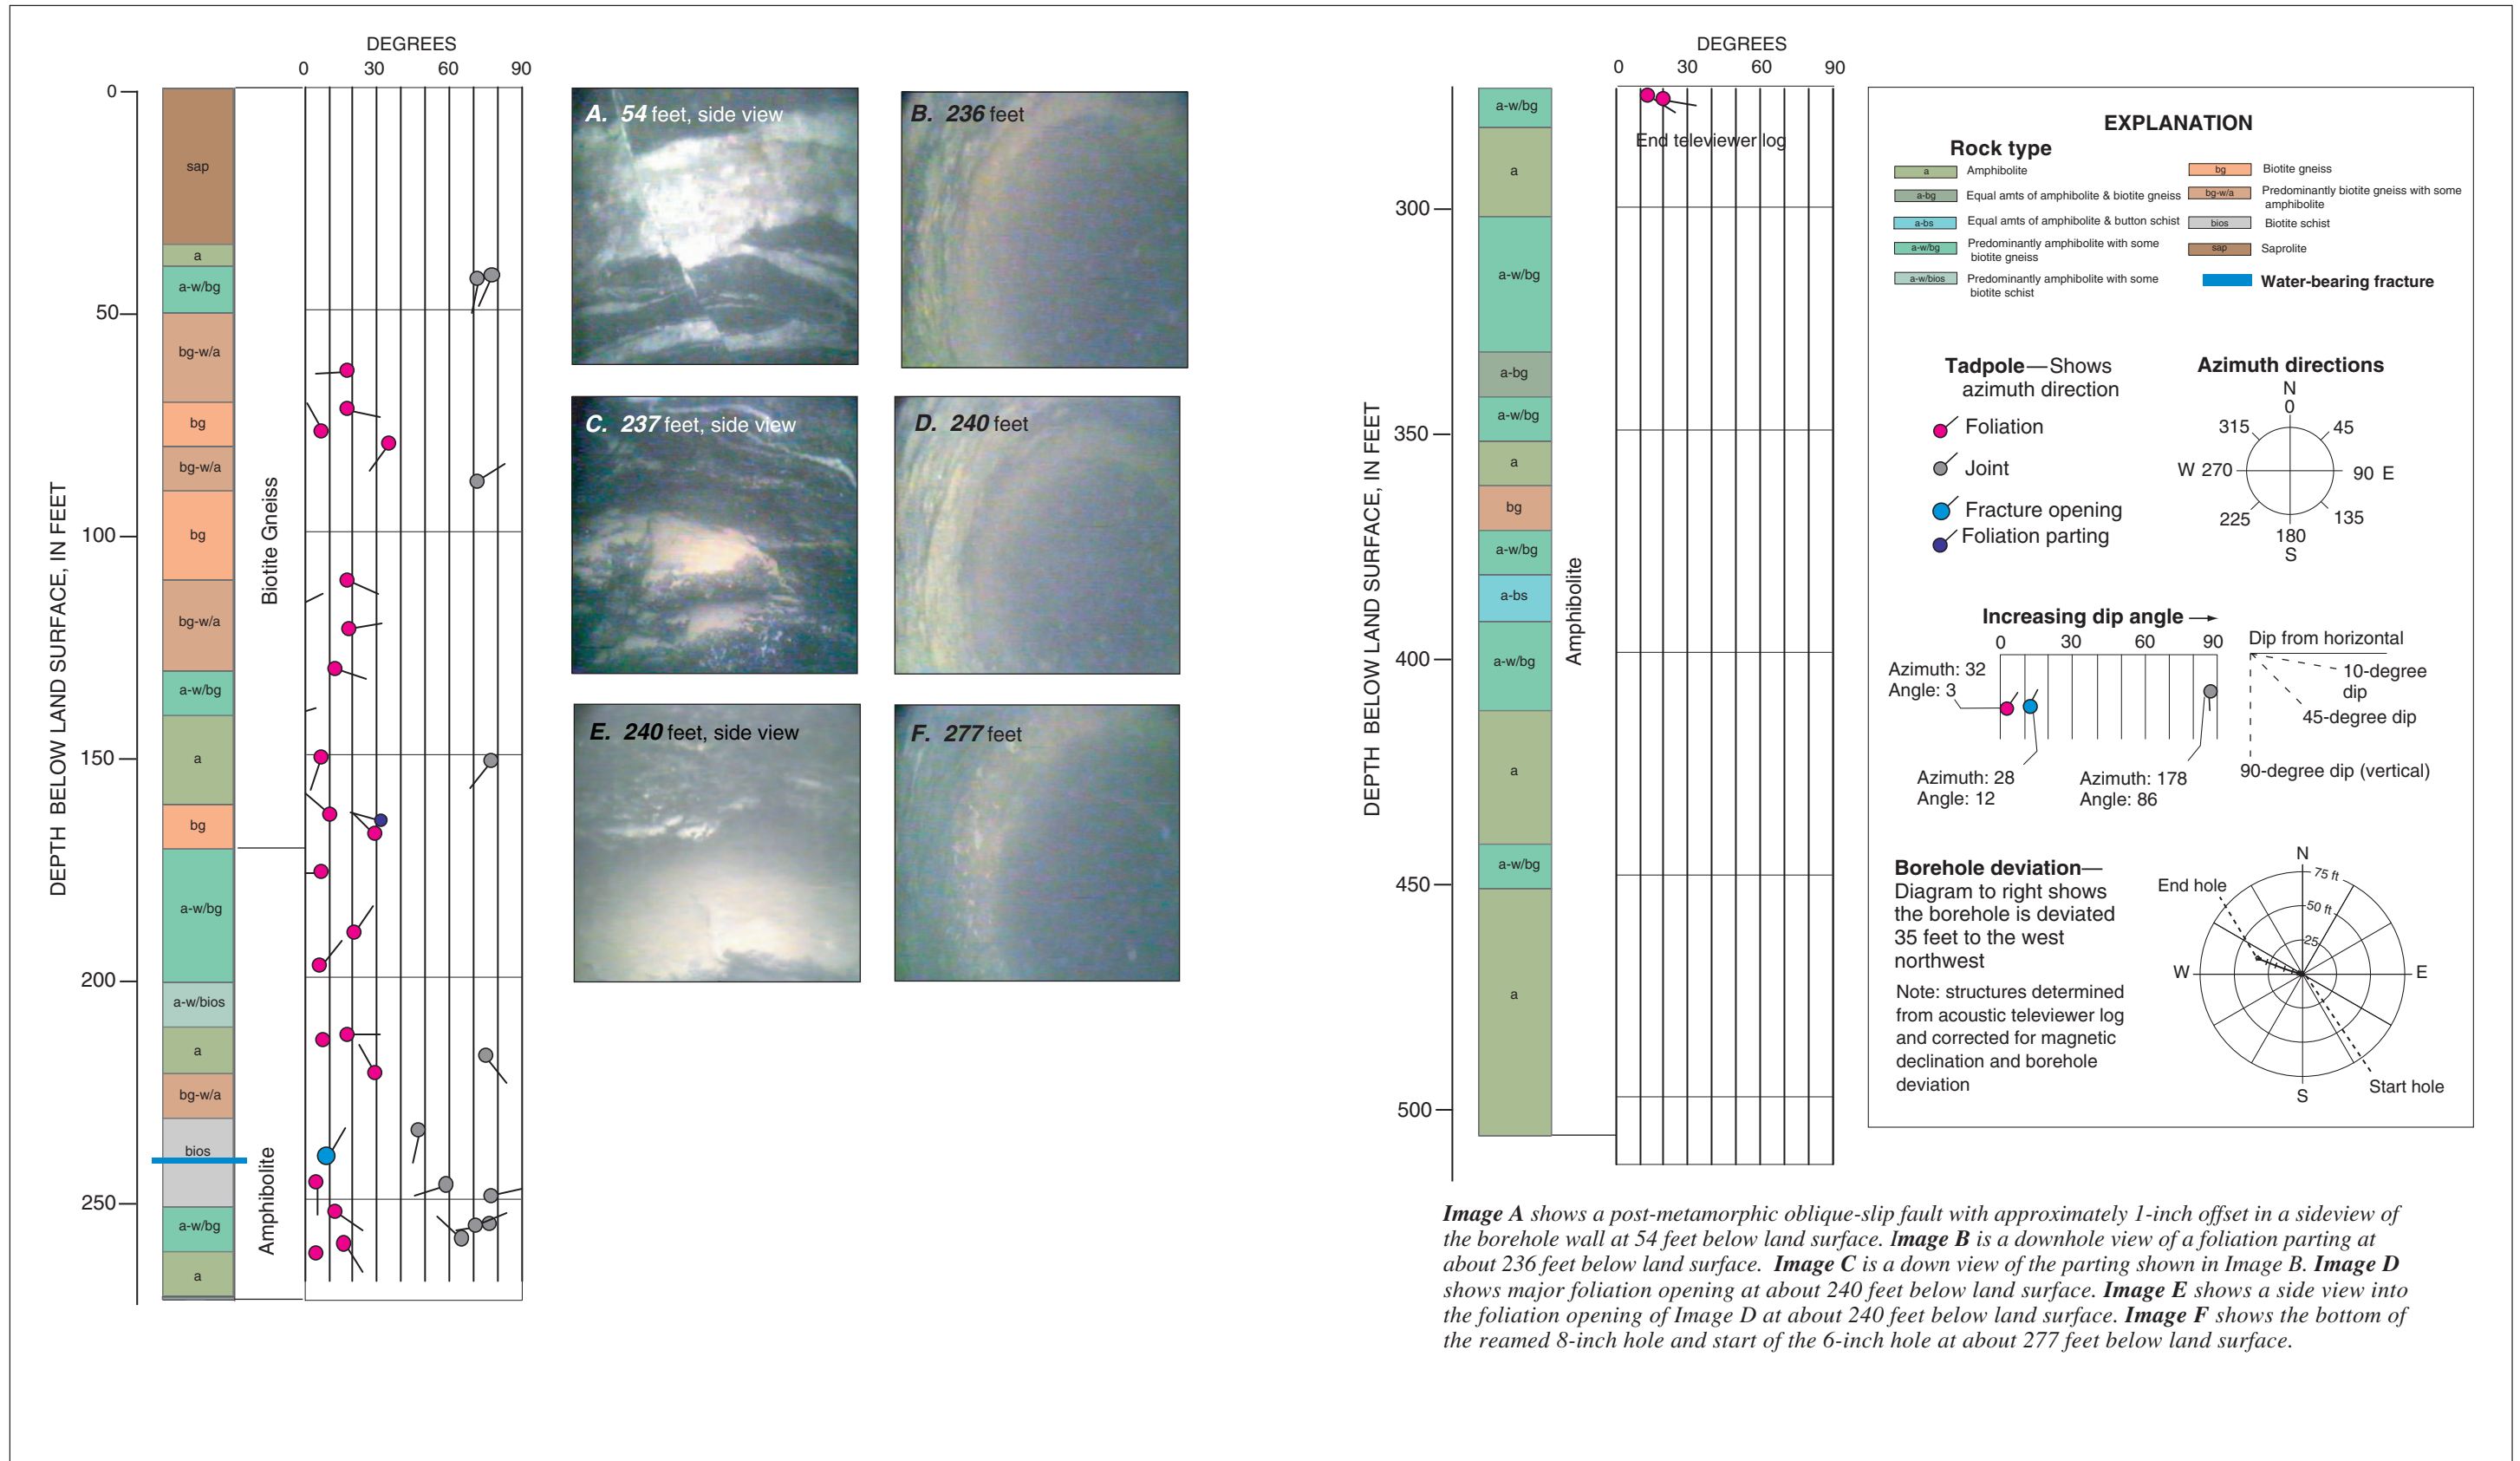 DEGREES
0 30 60 90
DEPTH BELOW LAND SURFACE, IN FEET
0
50
100
150
200
250
sap
a
a-w/bg
bg-w/a
bg
bg-w/a
bg
bg-w/a
a-w/bg
a
bg
a-w/bg
a-w/bios
a
bg-w/a
bios
a-w/bg
a
Biotite Gneiss
Amphibolite
A. 54 feet, side view
B. 236 feet
C. 237 feet, side view
D. 240 feet
E. 240 feet, side view
F. 277 feet
DEGREES
0 30 60 90
End televiewer log
DEPTH BELOW LAND SURFACE, IN FEET
300
350
400
450
500
a-w/bg
a
a-w/bg
a-bg
a-w/bg
a
bg
a-w/bg
a-bs
a-w/bg
a
a-w/bg
a
Amphibolite
EXPLANATION
Rock type
a Amphibolite
a-bg Equal amts of amphibolite & biotite gneiss
a-bs Equal amts of amphibolite & button schist
a-w/bg Predominantly amphibolite with some
biotite gneiss
a-w/bios Predominantly amphibolite with some
biotite schist
bg Biotite gneiss
bg-w/a Predominantly biotite gneiss with some
amphibolite
bios Biotite schist
sap Saprolite
Water-bearing fracture
Tadpole—Shows
azimuth direction
Foliation
Joint
Fracture opening
Foliation parting
Azimuth directions
N
0
315 45
W 270 90 E
225 135
180
S
Increasing dip angle
0 30 60 90
Azimuth: 32
Angle: 3
Azimuth: 28
Angle: 12
Azimuth: 178
Angle: 86
Dip from horizontal
10-degree
dip
45-degree dip
90-degree dip (vertical)
Borehole deviation—
Diagram to right shows
the borehole is deviated
35 feet to the west
northwest
Note: structures determined
from acoustic televiewer log
and corrected for magnetic
declination and borehole
deviation
N
75 ft
50 ft
25
End hole
W E
Start hole
S
Image A shows a post-metamorphic oblique-slip fault with approximately 1-inch offset in a sideview of
the borehole wall at 54 feet below land surface. Image B is a downhole view of a foliation parting at
about 236 feet below land surface. Image C is a down view of the parting shown in Image B. Image D
shows major foliation opening at about 240 feet below land surface. Image E shows a side view into
the foliation opening of Image D at about 240 feet below land surface. Image F shows the bottom of
the reamed 8-inch hole and start of the 6-inch hole at about 277 feet below land surface.